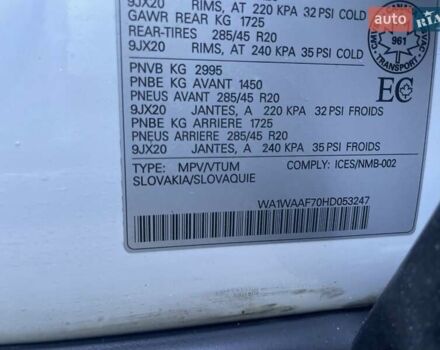 9JX20 RIMS, AT 220 KPA 32 PSI COLD
GAWR REAR KG 1725
REAR-TIRES 285/45 R20
9JX20 RIMS, AT 240 KPA 35 PSI COLD
PNVB KG 2995
PNBE KG AVANT 1450
PNEUS AVANT 285/45 R20
9JX20 JANTES, A 220 KPA 32 PSI FROIDS
PNBE KG ARRIERE 1725
PNEUS ARRIERE 285/45 R20
9JX20 JANTES, A 240 KPA 35 PSI FROIDS
TYPE: MPV/VTUM COMPLY: ICES/NMB-002
SLOVAKIA/SLOVAQUIE
WA1WAAF70HD053247
961
TRANSPORT
EC
auto
RIA